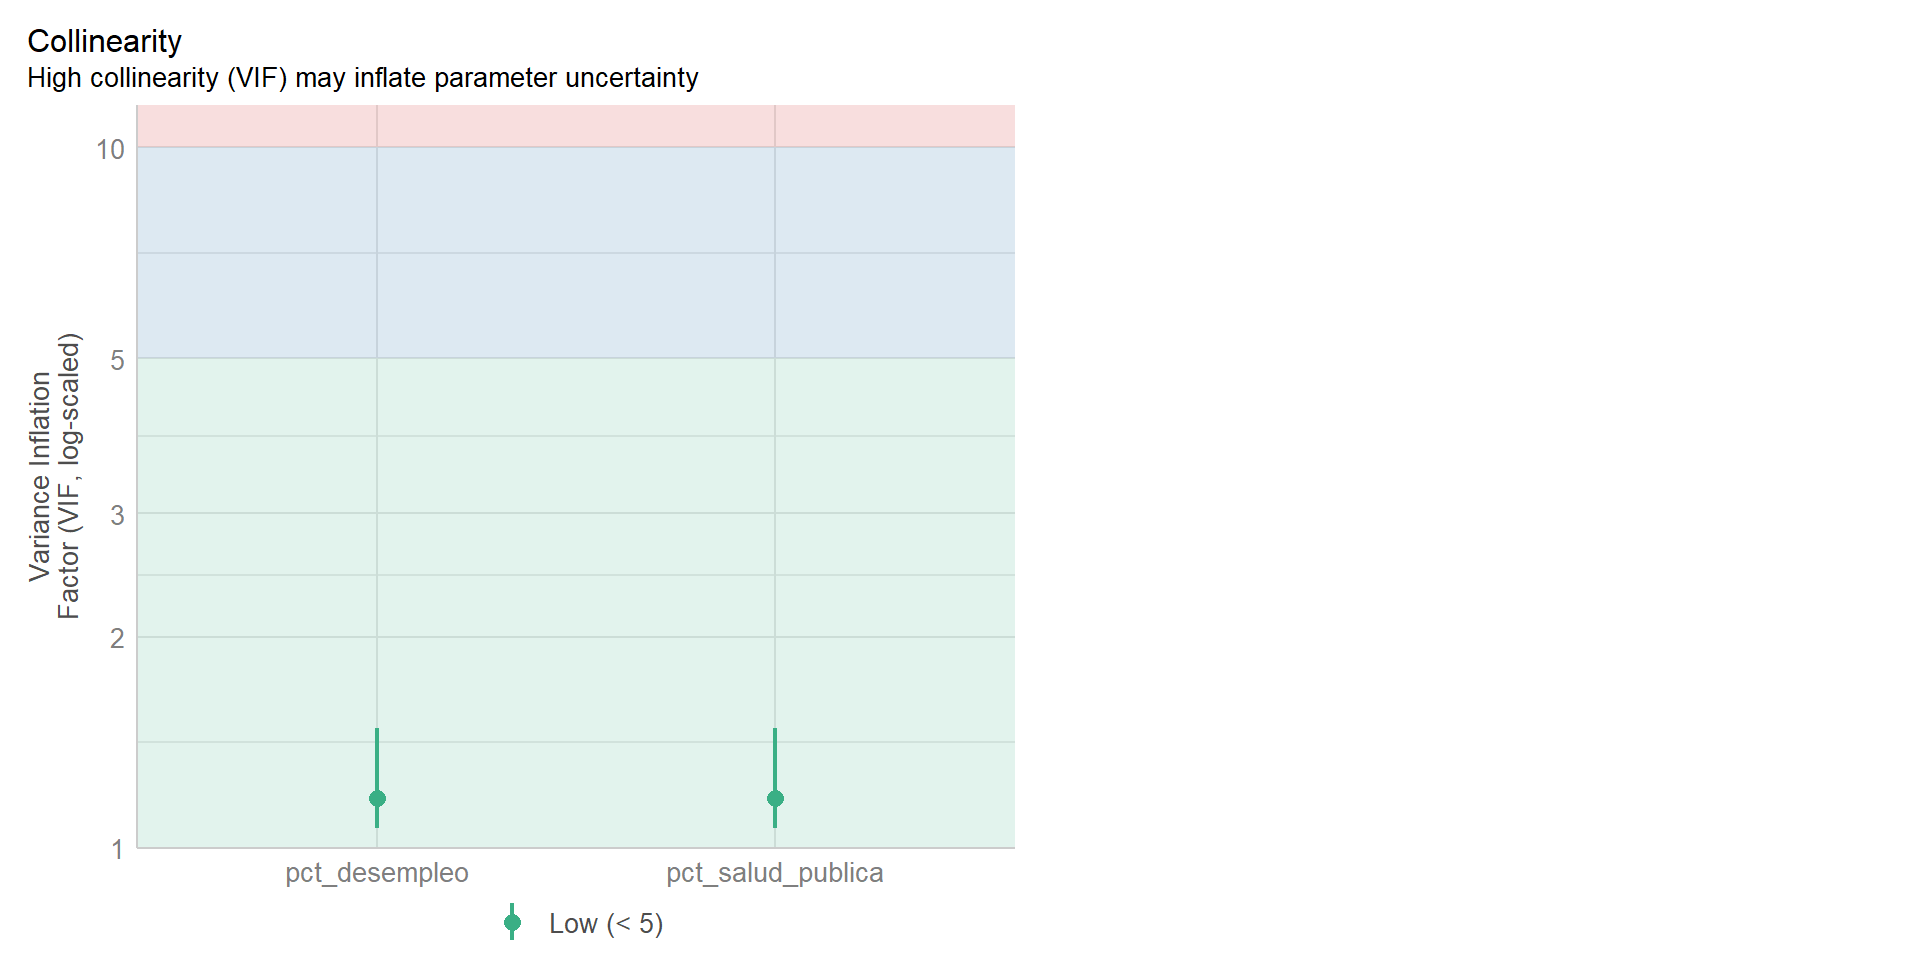 Collinearity
High collinearity (VIF) may inflate parameter uncertainty
Variance Inflation
Factor (VIF, log-scaled)
10
5
3
2
1
pct_desempleo
pct_salud_publica
Low (< 5)